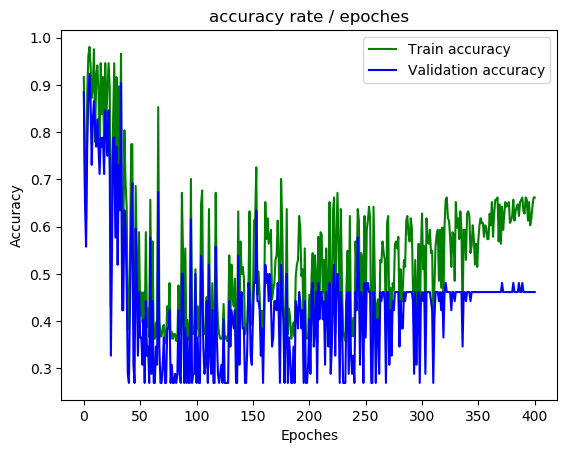 accuracy rate / epoches
Train accuracy
Validation accuracy
Accuracy
1.0
0.9
0.8
0.7
0.6
0.5
0.4
0.3
0 50 100 150 200 250 300 350 400
Epoches